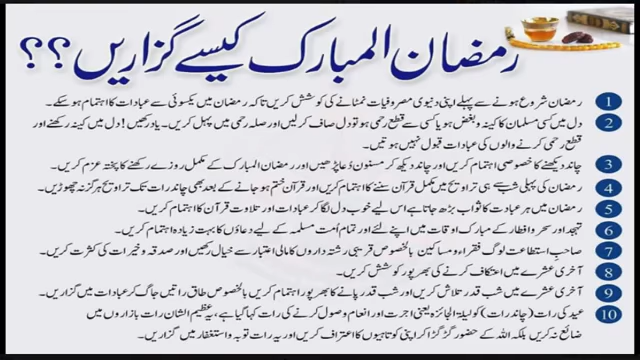 رمضان المبارک کیسے گزاریں؟؟
1 رمضان شروع ہونے سے پہلے اپنی دنیوی مصروفیات نمٹانے کی کوشش کریں تاکہ رمضان میں یکسوئی سے عبادات کا اہتمام ہوسکے۔
2 دل میں کسی مسلمان کا کینہ و بغض ہو یا کسی سے قطع رحمی ہو تو دل صاف کرلیں اور صلہ رحمی میں پہل کریں۔ یاد رکھیں! دل میں کینہ رکھنے اور
قطع رحمی کرنے والوں کی عبادات قبول نہیں ہوتیں۔
3 چاند دیکھنے کا خصوصی اہتمام کریں اور چاند دیکھ کر مسنون دُعا پڑھیں اور رمضان المبارک کے مکمل روزے رکھنے کا پختہ عزم کریں۔
4 رمضان کی پہلی شب سے ہی تراویح میں مکمل قرآن سننے کا اہتمام کریں اور قرآن ختم ہو جانے کے بعد بھی چاند رات تک تراویح ہرگز نہ چھوڑیں۔
5 رمضان میں ہر عبادت کا ثواب بڑھ جاتا ہے اس لیے خوب دل لگا کر عبادات اور تلاوت قرآن کا اہتمام کریں۔
6 تہجد اور سحر و افطار کے مبارک اوقات میں اپنے لئے اور تمام اُمت مسلمہ کے لیے دعاؤں کا بہت زیادہ اہتمام کریں۔
7 صاحبِ استطاعت لوگ فقراء و مساکین بالخصوص قریبی رشتہ داروں کا مالی اعتبار سے خیال رکھیں اور صدقہ و خیرات کی کثرت کریں۔
8 آخری عشرے میں اعتکاف کرنے کی بھرپور کوشش کریں۔
9 آخری عشرے میں شب قدر تلاش کریں اور شب قدر پانے کا بھرپور اہتمام کریں بالخصوص طاق راتیں جاگ کر عبادات میں گزاریں۔
10 عید کی رات (چاند رات) کو لیلۃ الجائزہ یعنی اجرت اور انعام وصول کرنے کی رات کہا گیا ہے، یہ عظیم الشان رات بازاروں میں
ضائع نہ کریں بلکہ اللہ کے حضور گڑگڑا کر اپنی کوتاہیوں کا اعتراف کریں اور یہ رات توبہ و استغفار میں گزاریں۔